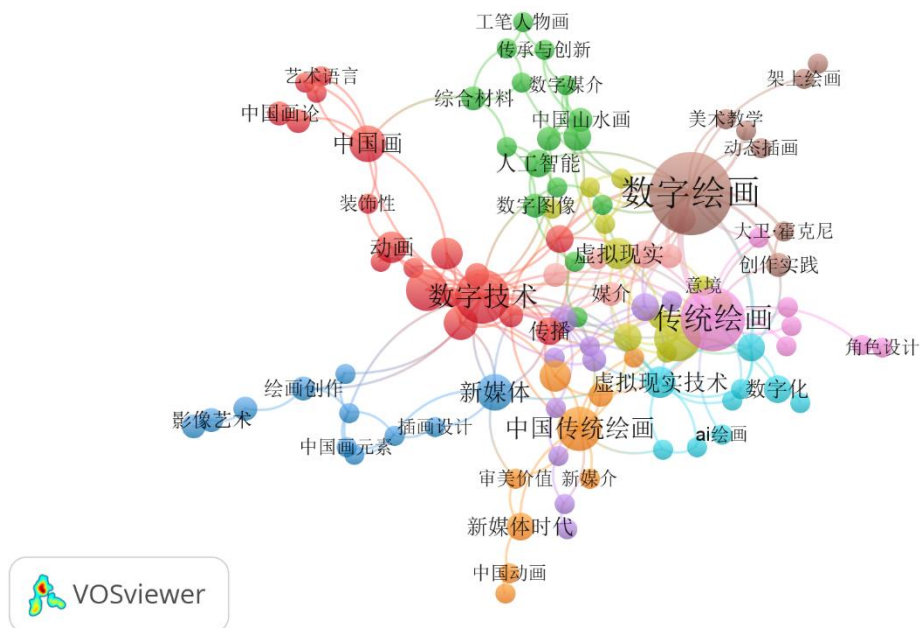 工笔人物画
传承与创新
艺术语言
架上绘画
数字媒介
综合材料
中国画论
中国山水画
美术教学
中国画
动态插画
人工智能
数字绘画
装饰性
数字图像
大卫·霍克尼
动画
虚拟现实
创作实践
意境
数字技术
媒介
传统绘画
传播
角色设计
绘画创作
新媒体
虚拟现实技术
数字化
影像艺术
插画设计
中国传统绘画
ai绘画
中国画元素
审美价值
新媒介
新媒体时代
中国动画
VOSviewer